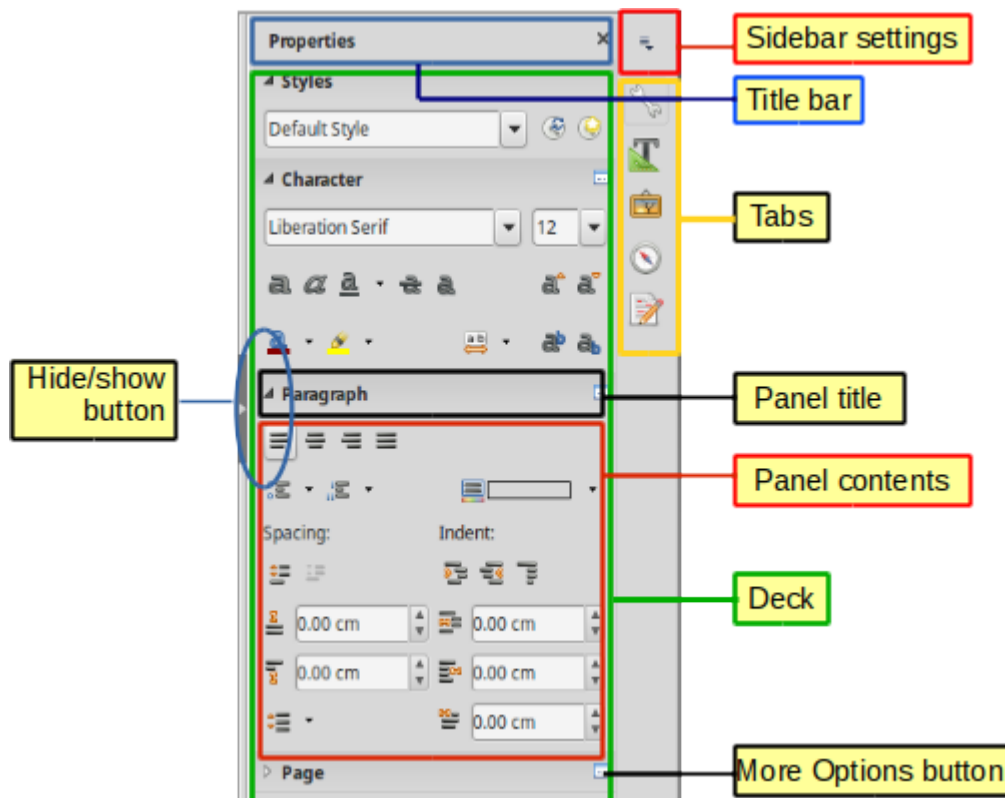 Properties
Sidebar settings
Styles
Title bar
Default Style
Character
Tabs
Liberation Serif
12
Hide/show
button
Paragraph
Panel title
Panel contents
Spacing:
Indent:
Deck
0.00 cm
0.00 cm
0.00 cm
0.00 cm
0.00 cm
Page
More Options button